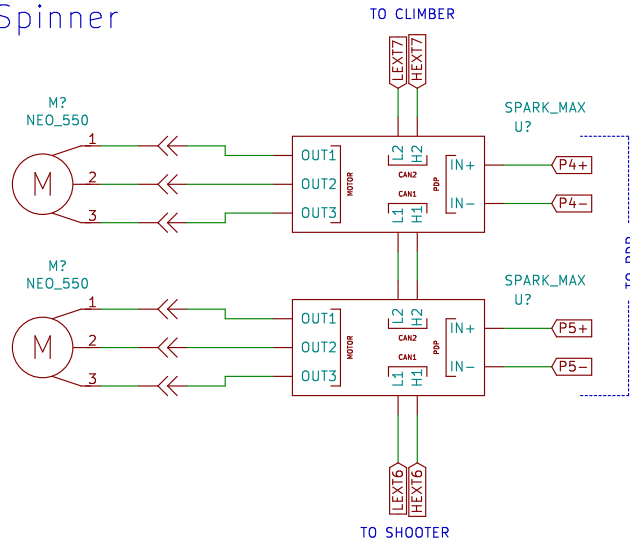 Spinner
TO CLIMBER
LEXT7
HEXT7
M?
NEO_550
SPARK_MAX
U?
1
2
3
M
OUT1
OUT2
OUT3
MOTOR
L2
H2
CAN2
CAN1
L1
H1
PDP
IN+
IN-
P4+
P4-
TO PDP
M?
NEO_550
SPARK_MAX
U?
1
2
3
M
OUT1
OUT2
OUT3
MOTOR
L2
H2
CAN2
CAN1
L1
H1
PDP
IN+
IN-
P5+
P5-
LEXT6
HEXT6
TO SHOOTER